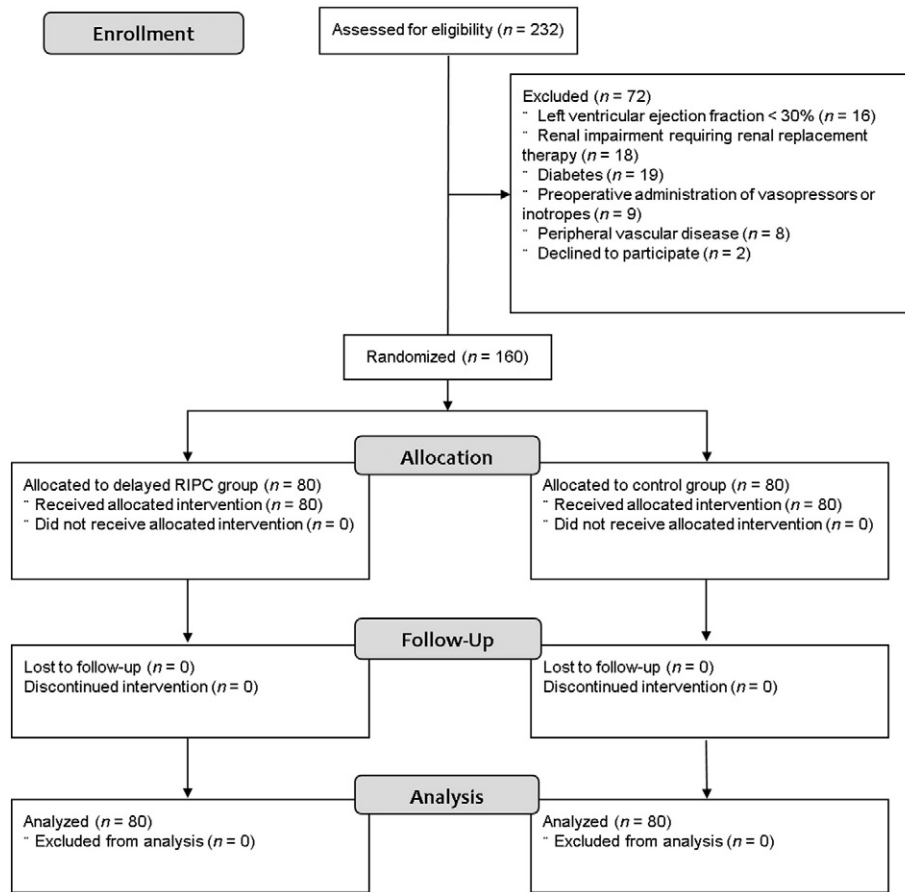 Enrollment
Assessed for eligibility (n = 232)
Excluded (n = 72)
¨ Left ventricular ejection fraction < 30% (n = 16)
¨ Renal impairment requiring renal replacement
therapy (n = 18)
¨ Diabetes (n = 19)
¨ Preoperative administration of vasopressors or
inotropes (n = 9)
¨ Peripheral vascular disease (n = 8)
¨ Declined to participate (n = 2)
Randomized (n = 160)
Allocation
Allocated to delayed RIPC group (n = 80)
¨ Received allocated intervention (n = 80)
¨ Did not receive allocated intervention (n = 0)
Allocated to control group (n = 80)
¨ Received allocated intervention (n = 80)
¨ Did not receive allocated intervention (n = 0)
Follow-Up
Lost to follow-up (n = 0)
Discontinued intervention (n = 0)
Lost to follow-up (n = 0)
Discontinued intervention (n = 0)
Analysis
Analyzed (n = 80)
¨ Excluded from analysis (n = 0)
Analyzed (n = 80)
¨ Excluded from analysis (n = 0)